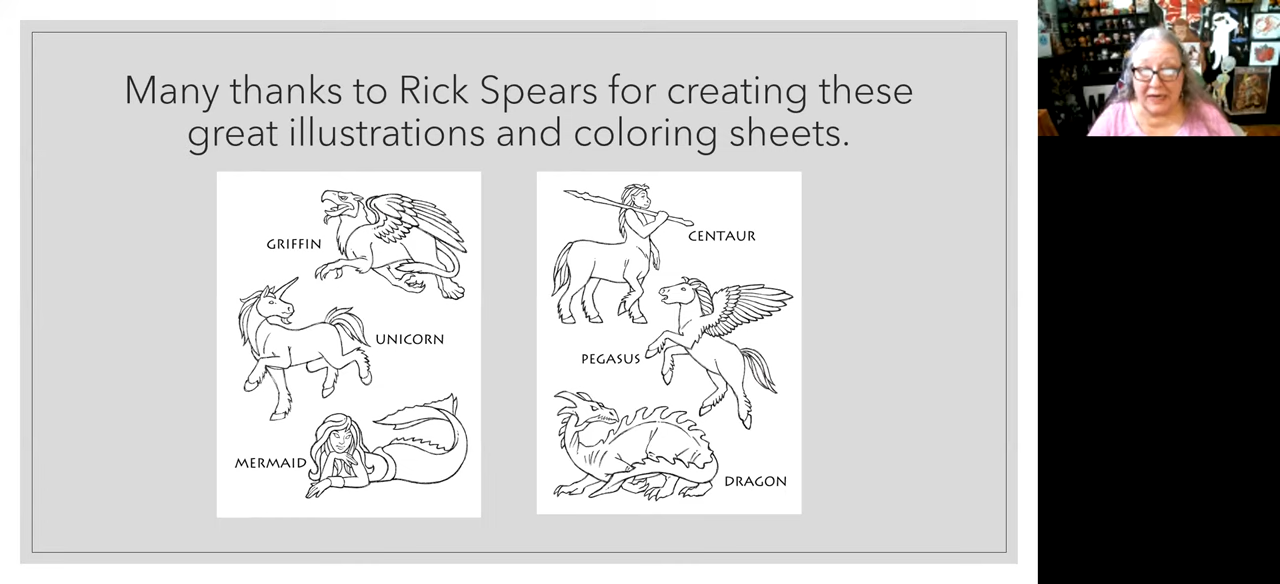 Many thanks to Rick Spears for creating these
great illustrations and coloring sheets.
GRIFFIN
UNICORN
MERMAID
CENTAUR
PEGASUS
DRAGON